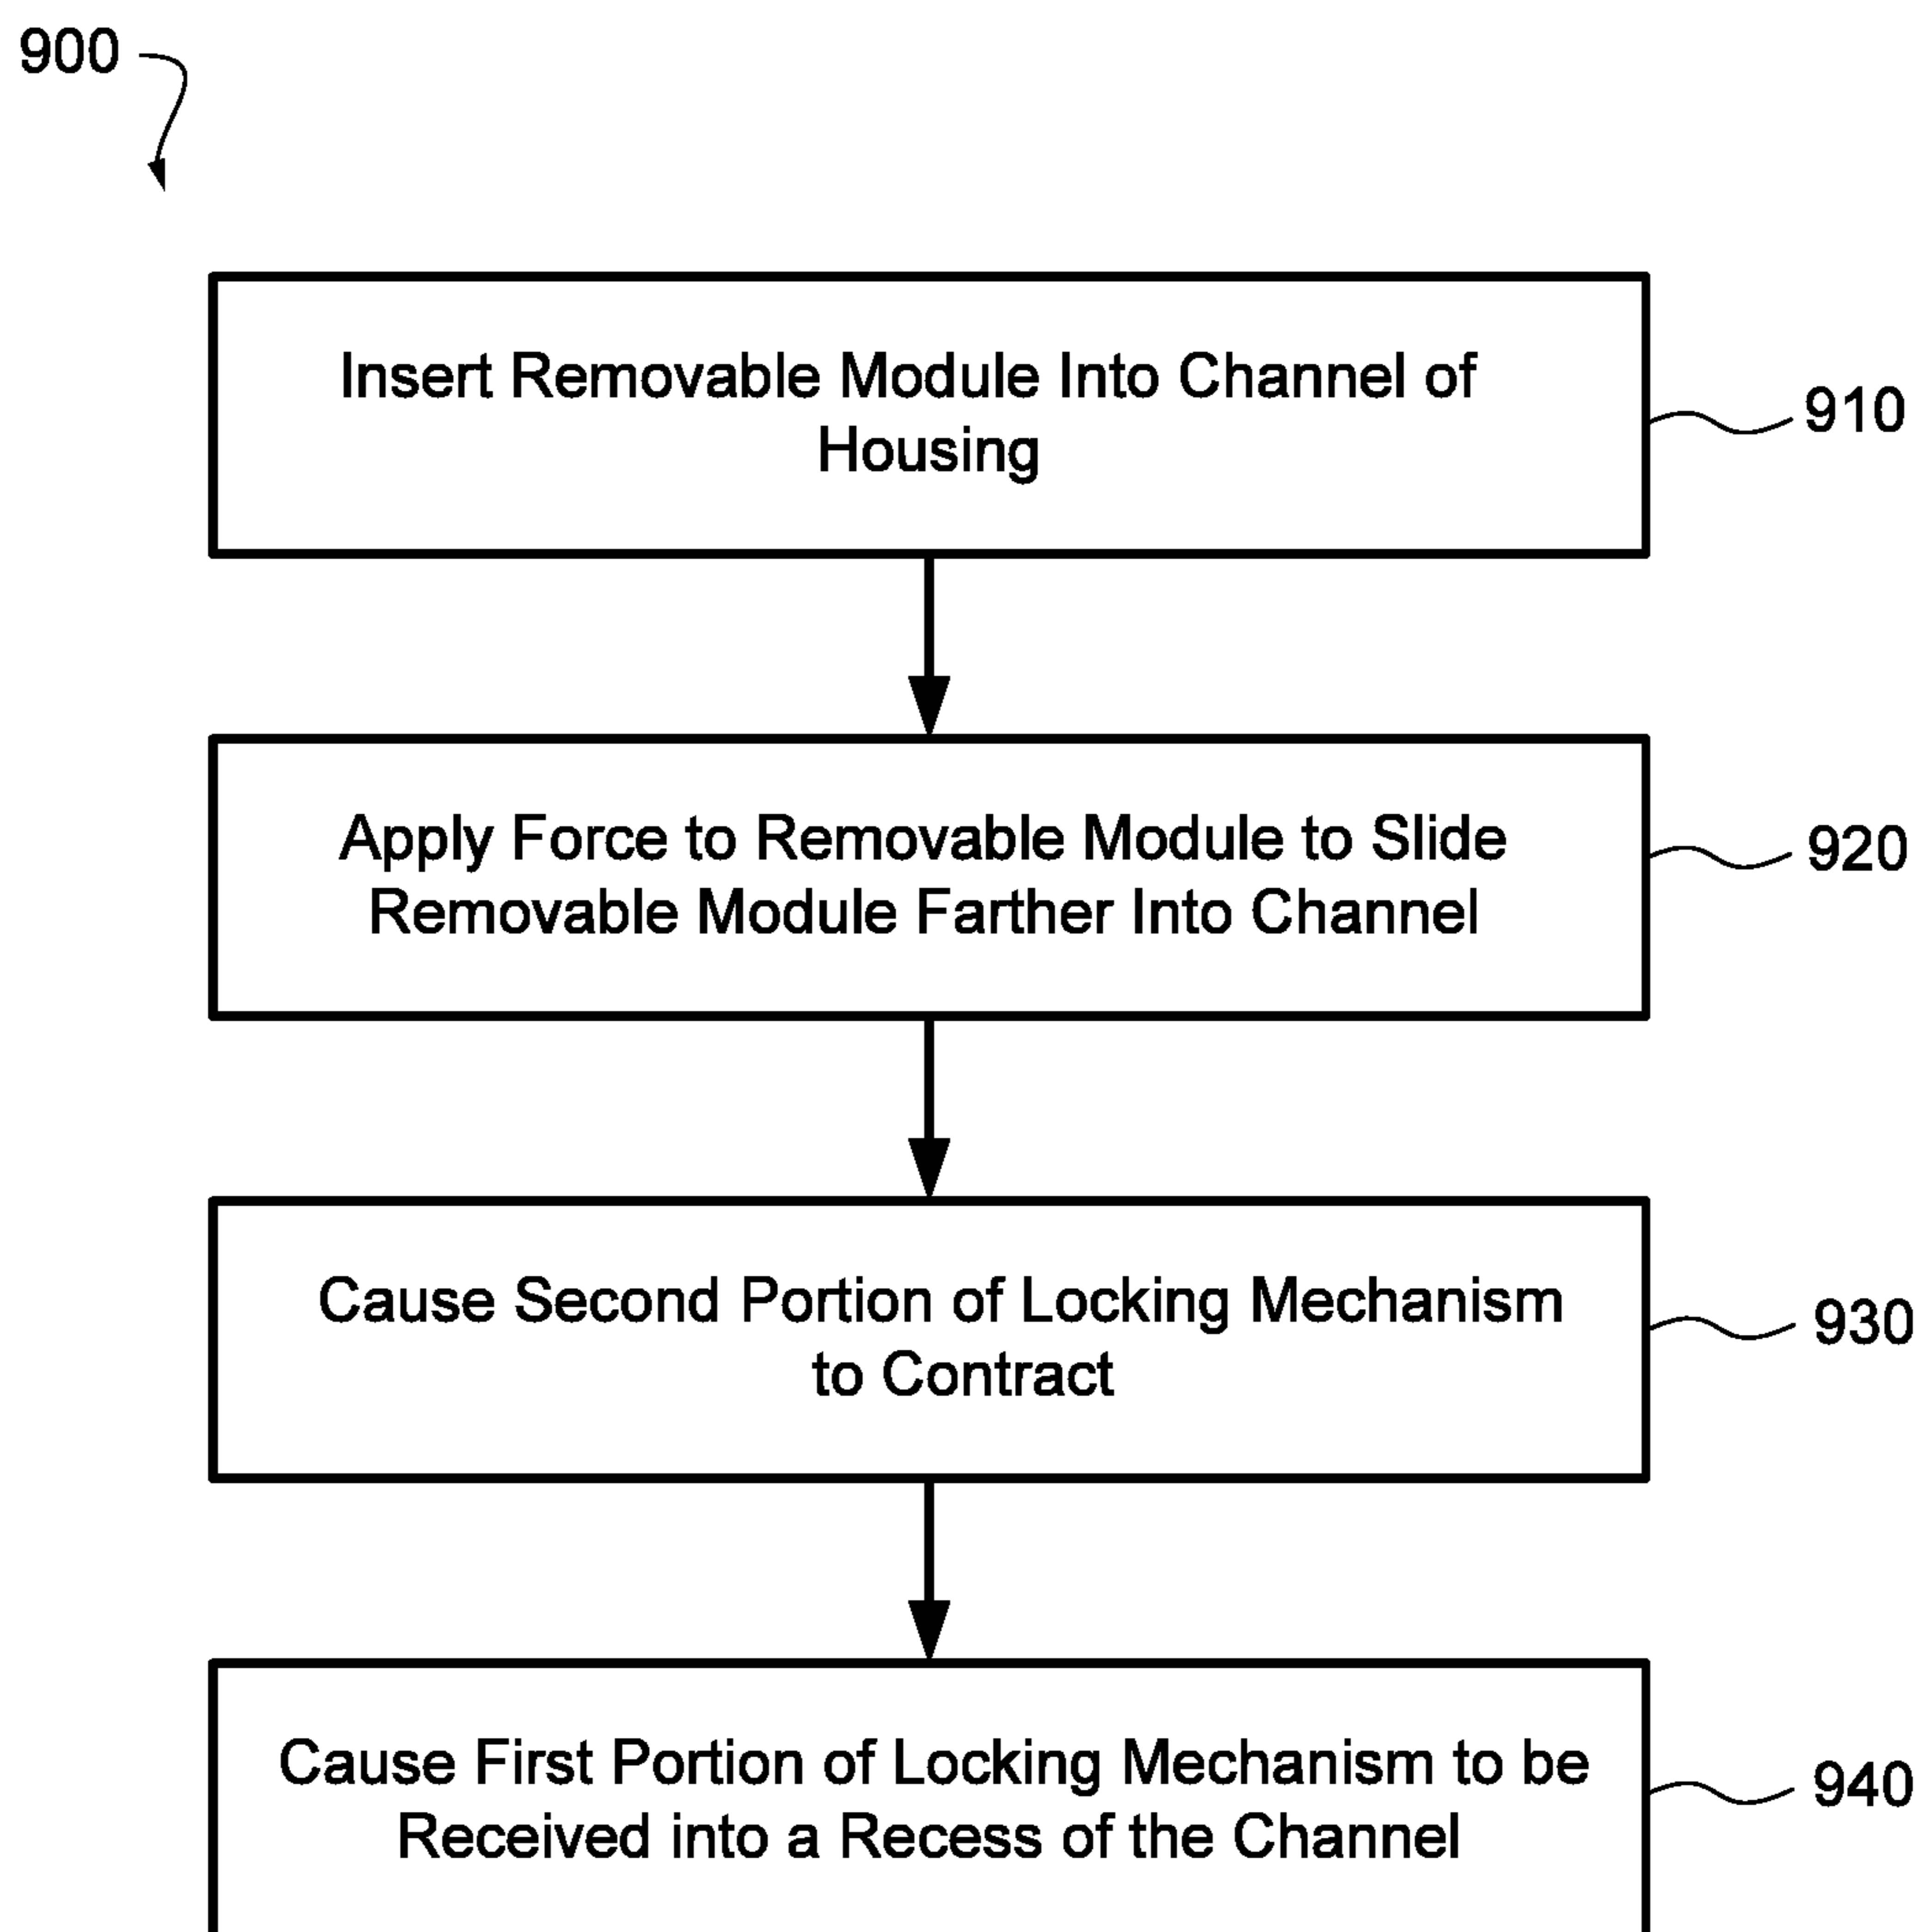 900
Insert Removable Module Into Channel of
Housing
910
Apply Force to Removable Module to Slide
Removable Module Farther Into Channel
920
Cause Second Portion of Locking Mechanism
to Contract
930
Cause First Portion of Locking Mechanism to be
Received into a Recess of the Channel
940